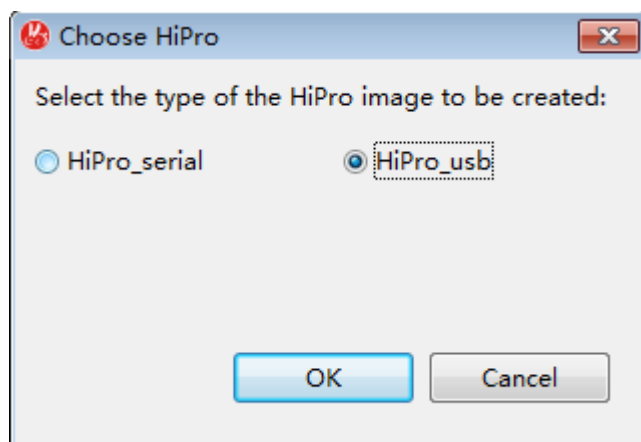 Choose HiPro
Select the type of the HiPro image to be created:
HiPro_serial HiPro_usb
OK Cancel